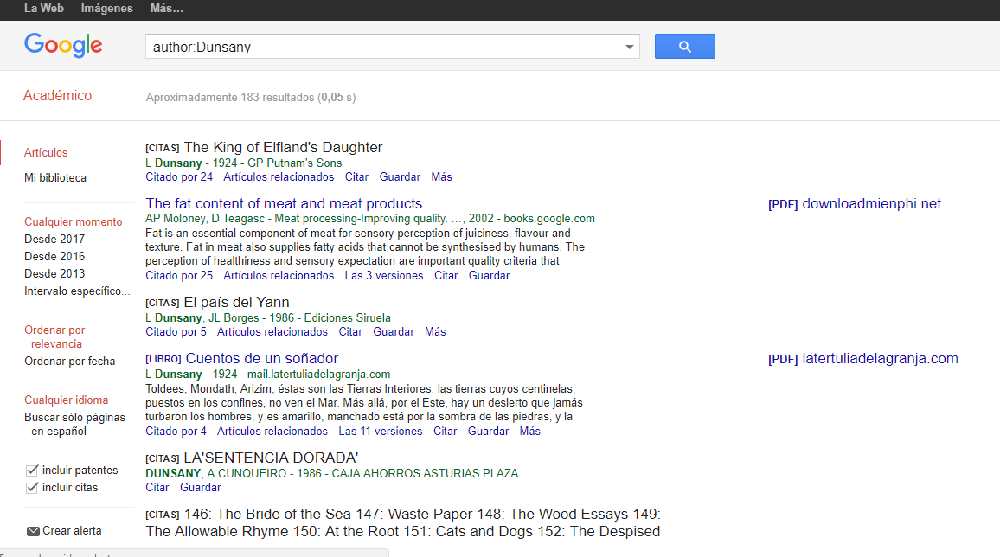 La Web Imágenes Más...
Google
author:Dunsany
Académico
Aproximadamente 183 resultados (0,05 s)
Artículos
Mi biblioteca
Cualquier momento
Desde 2017
Desde 2016
Desde 2013
Intervalo específico...
Ordenar por
relevancia
Ordenar por fecha
Cualquier idioma
Buscar sólo páginas
en español
incluir patentes
incluir citas
Crear alerta
[CITAS] The King of Elfland's Daughter
L Dunsany - 1924 - GP Putnam's Sons
Citado por 24 Artículos relacionados Citar Guardar Más
The fat content of meat and meat products
[PDF] downloadmienphi.net
AP Moloney, D Teagasc - Meat processing-Improving quality. …, 2002 - books.google.com
Fat is an essential component of meat for sensory perception of juiciness, flavour and
texture. Fat in meat also supplies fatty acids that cannot be synthesised by humans. The
perception of healthiness and sensory expectation are important quality criteria that
Citado por 25 Artículos relacionados Las 3 versiones Citar Guardar
[CITAS] El país del Yann
L Dunsany, JL Borges - 1986 - Ediciones Siruela
Citado por 5 Artículos relacionados Citar Guardar Más
[LIBRO] Cuentos de un soñador
[PDF] latertuliadelagranja.com
L Dunsany - 1924 - mail.latertuliadelagranja.com
Toldees, Mondath, Arizim, éstas son las Tierras Interiores, las tierras cuyos centinelas,
puestos en los confines, no ven el Mar. Más allá, por el Este, hay un desierto que jamás
turbaron los hombres, y es amarillo, manchado está por la sombra de las piedras, y la
Citado por 4 Artículos relacionados Las 11 versiones Citar Guardar Más
[CITAS] LA'SENTENCIA DORADA'
DUNSANY, A CUNQUEIRO - 1986 - CAJA AHORROS ASTURIAS PLAZA …
Citar Guardar
[CITAS] 146: The Bride of the Sea 147: Waste Paper 148: The Wood Essays 149:
The Allowable Rhyme 150: At the Root 151: Cats and Dogs 152: The Despised